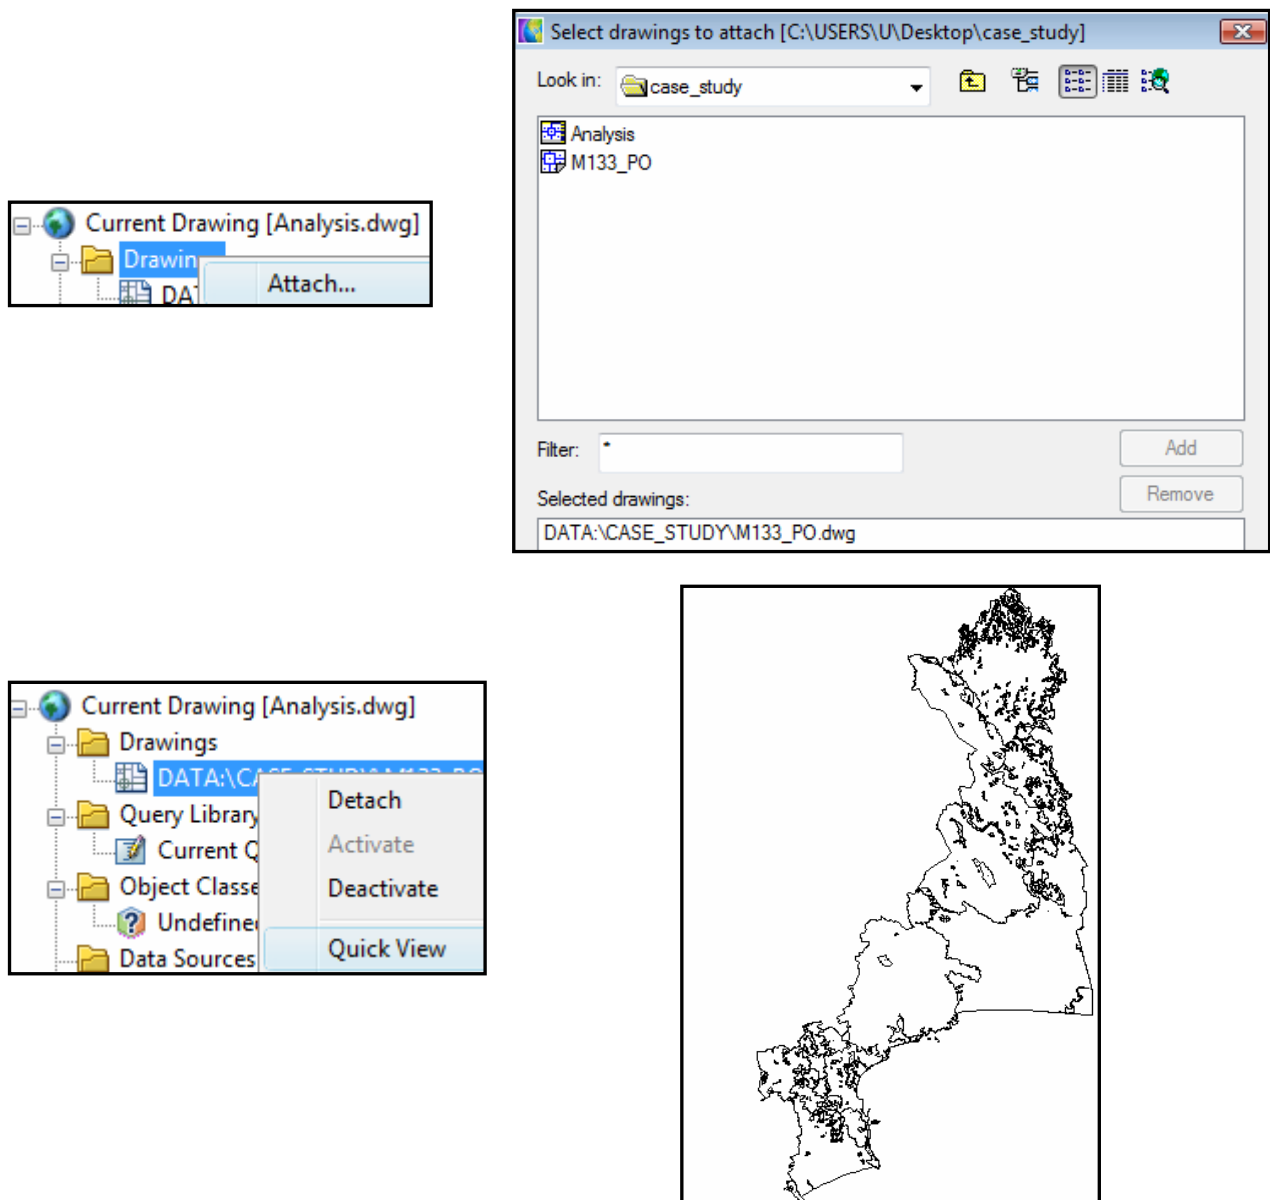 Select drawings to attach [C:\USERS\U\Desktop\case_study]
Look in:
case_study
Analysis
M133_PO
Filter:
*
Add
Selected drawings:
Remove
DATA:\CASE_STUDY\M133_PO.dwg
Current Drawing [Analysis.dwg]
Drawin
DAT
Attach...
Current Drawing [Analysis.dwg]
Drawings
DATA:\CA
Query Library
Current Q
Object Classe
Undefine
Data Sources
Detach
Activate
Deactivate
Quick View